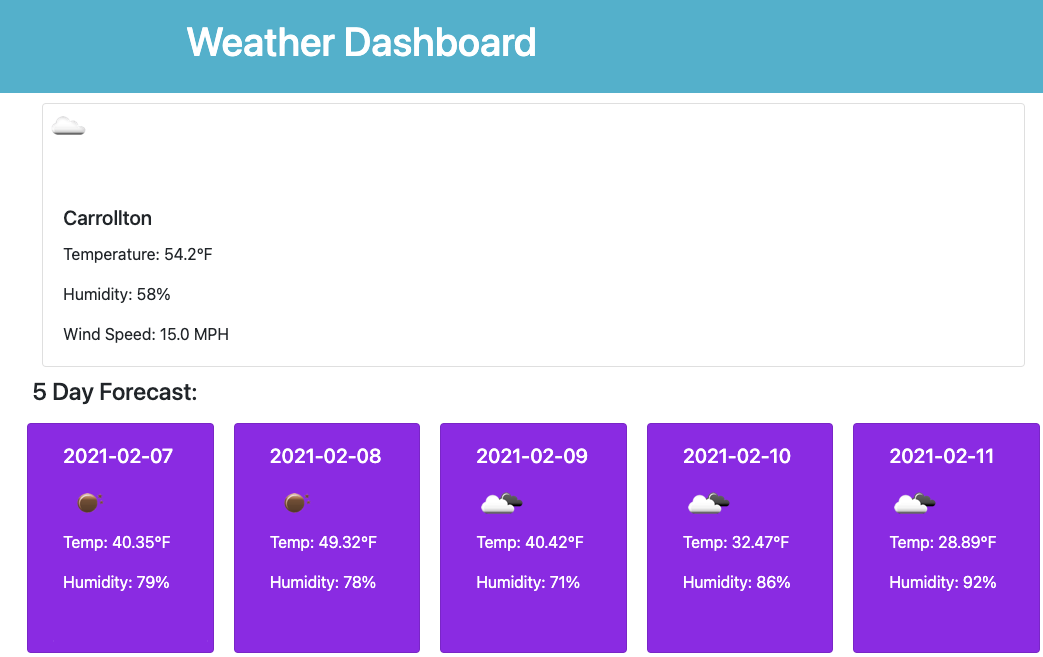 Weather Dashboard
Carrollton
Temperature: 54.2°F
Humidity: 58%
Wind Speed: 15.0 MPH
5 Day Forecast:
2021-02-07
Temp: 40.35°F
Humidity: 79%
2021-02-08
Temp: 49.32°F
Humidity: 78%
2021-02-09
Temp: 40.42°F
Humidity: 71%
2021-02-10
Temp: 32.47°F
Humidity: 86%
2021-02-11
Temp: 28.89°F
Humidity: 92%